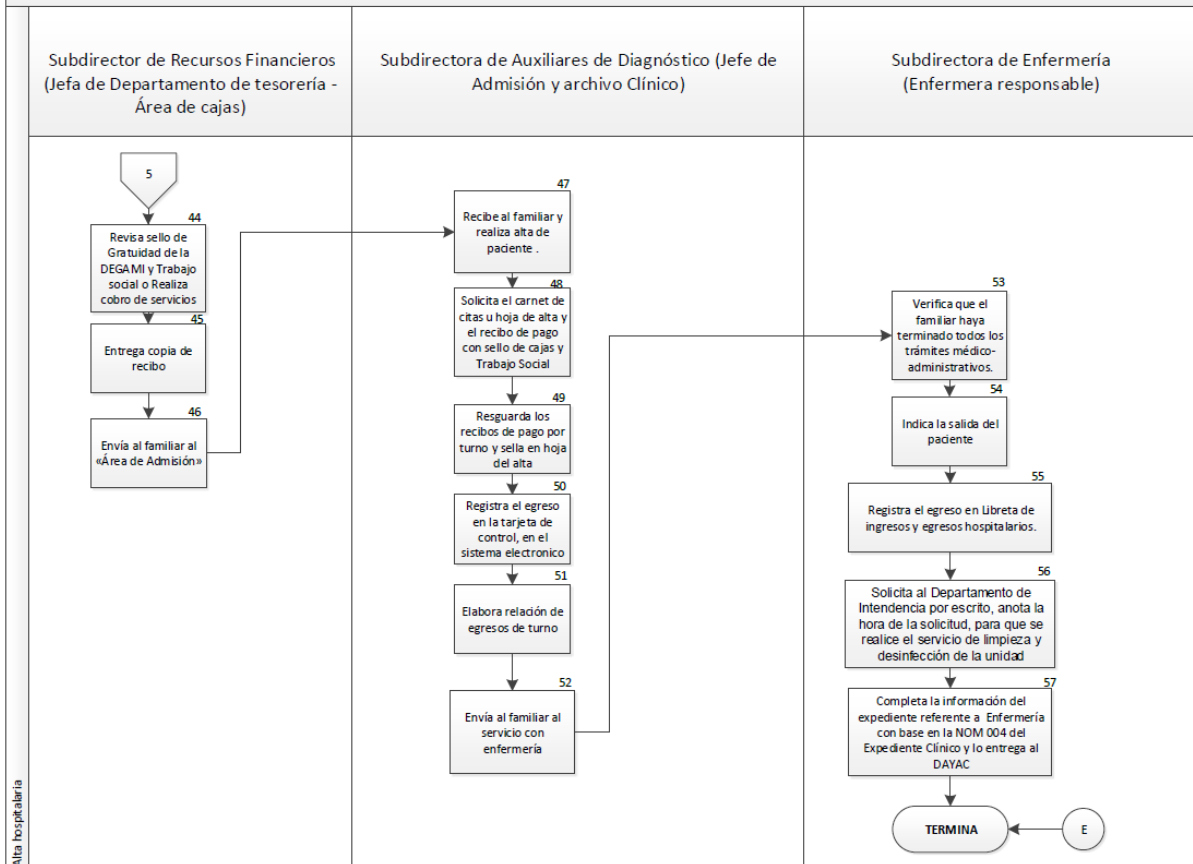 Subdirector de Recursos Financieros
(Jefa de Departamento de tesorería -
Área de cajas)
Subdirectora de Auxiliares de Diagnóstico (Jefe de
Admisión y archivo Clínico)
Subdirectora de Enfermería
(Enfermera responsable)
5
44
Revisa sello de
Gratuidad de la
DEGAMI y Trabajo
social o Realiza
cobro de servicios
45
Entrega copia de
recibo
46
Envía al familiar al
«Área de Admisión»
47
Recibe al familiar y
realiza alta de
paciente .
48
Solicita el carnet de
citas u hoja de alta y
el recibo de pago
con sello de cajas y
Trabajo Social
49
Resguarda los
recibos de pago por
turno y sella en hoja
del alta
50
Registra el egreso
en la tarjeta de
control, en el
sistema electronico
51
Elabora relación de
egresos de turno
52
Envía al familiar al
servicio con
enfermería
53
Verifica que el
familiar haya
terminado todos los
trámites médico-
administrativos.
54
Indica la salida del
paciente
55
Registra el egreso en Libreta de
ingresos y egresos hospitalarios.
56
Solicita al Departamento de
Intendencia por escrito, anota la
hora de la solicitud, para que se
realice el servicio de limpieza y
desinfección de la unidad
57
Completa la información del
expediente referente a Enfermería
con base en la NOM 004 del
Expediente Clínico y lo entrega al
DAYAC
TERMINA
E
Alta hospitalaria